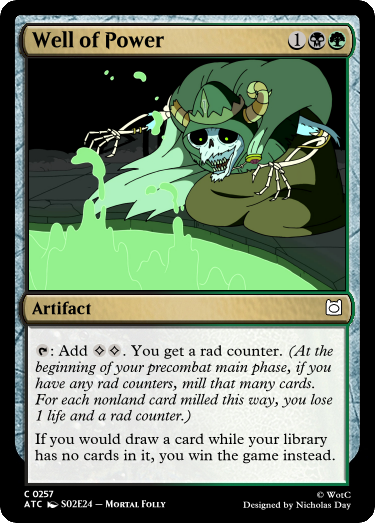 Well of Power 1
Artifact
: Add . You get a rad counter. (At the
beginning of your precombat main phase, if
you have any rad counters, mill that many cards.
For each nonland card milled this way, you lose
1 life and a rad counter.)
If you would draw a card while your library
has no cards in it, you win the game instead.
C 0257 © WotC
ATC S02E24 – Mortal Folly Designed by Nicholas Day